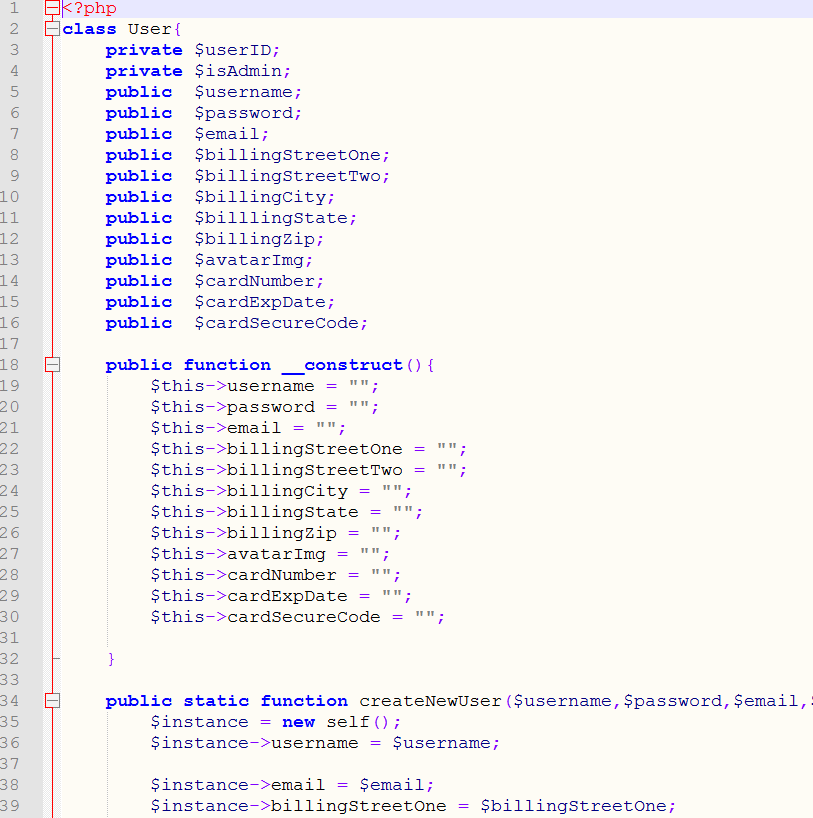 1 <?php
2 class User{
3 private $userID;
4 private $isAdmin;
5 public $username;
6 public $password;
7 public $email;
8 public $billingStreetOne;
9 public $billingStreetTwo;
10 public $billingCity;
11 public $billlingState;
12 public $billingZip;
13 public $avatarImg;
14 public $cardNumber;
15 public $cardExpDate;
16 public $cardSecureCode;
17
18 public function __construct(){
19 $this->username = "";
20 $this->password = "";
21 $this->email = "";
22 $this->billingStreetOne = "";
23 $this->billingStreetTwo = "";
24 $this->billingCity = "";
25 $this->billingState = "";
26 $this->billingZip = "";
27 $this->avatarImg = "";
28 $this->cardNumber = "";
29 $this->cardExpDate = "";
30 $this->cardSecureCode = "";
31
32 }
33
34 public static function createNewUser($username,$password,$email,
35 $instance = new self();
36 $instance->username = $username;
37
38 $instance->email = $email;
39 $instance->billingStreetOne = $billingStreetOne;